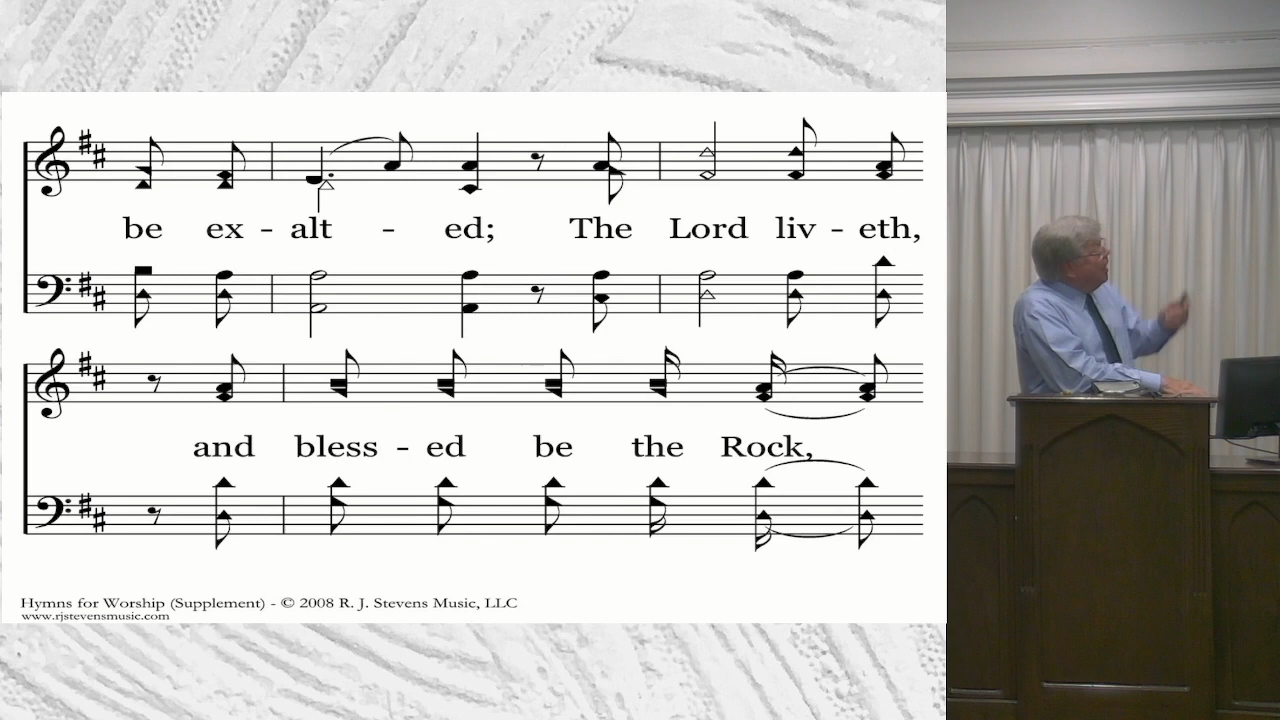 be ex - alt - ed; The Lord liv - eth,
and bless - ed be the Rock,
Hymns for Worship (Supplement) - © 2008 R. J. Stevens Music, LLC
www.rjstevensmusic.com